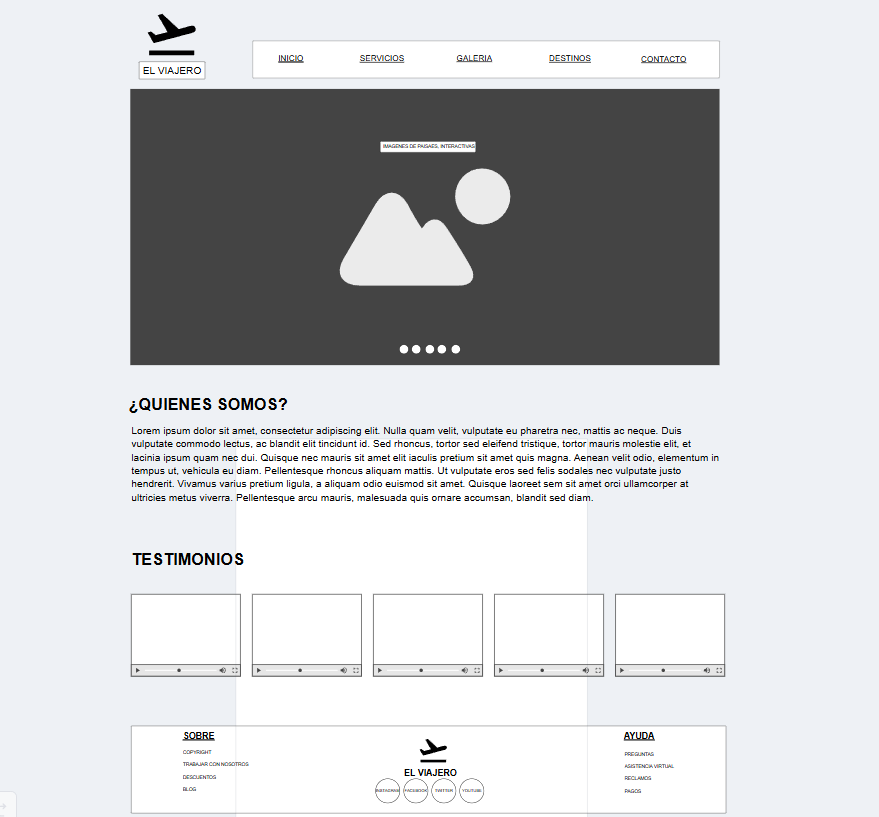 EL VIAJERO
INICIO
SERVICIOS
GALERIA
DESTINOS
CONTACTO
IMAGENES DE PAISAES, INTERACTIVAS
¿QUIENES SOMOS?
Lorem ipsum dolor sit amet, consectetur adipiscing elit. Nulla quam velit, vulputate eu pharetra nec, mattis ac neque. Duis
vulputate commodo lectus, ac blandit elit tincidunt id. Sed rhoncus, tortor sed eleifend tristique, tortor mauris molestie elit, et
lacinia ipsum quam nec dui. Quisque nec mauris sit amet elit iaculis pretium sit amet quis magna. Aenean velit odio, elementum in
tempus ut, vehicula eu diam. Pellentesque rhoncus aliquam mattis. Ut vulputate eros sed felis sodales nec vulputate justo
hendrerit. Vivamus varius pretium ligula, a aliquam odio euismod sit amet. Quisque laoreet sem sit amet orci ullamcorper at
ultricies metus viverra. Pellentesque arcu mauris, malesuada quis ornare accumsan, blandit sed diam.
TESTIMONIOS
SOBRE
COPYRIGHT
TRABAJAR CON NOSOTROS
DESCUENTOS
BLOG
EL VIAJERO
INSTAGRAM
FACEBOOK
TWITTER
YOUTUBE
AYUDA
PREGUNTAS
ASISTENCIA VIRTUAL
RECLAMOS
PAGOS